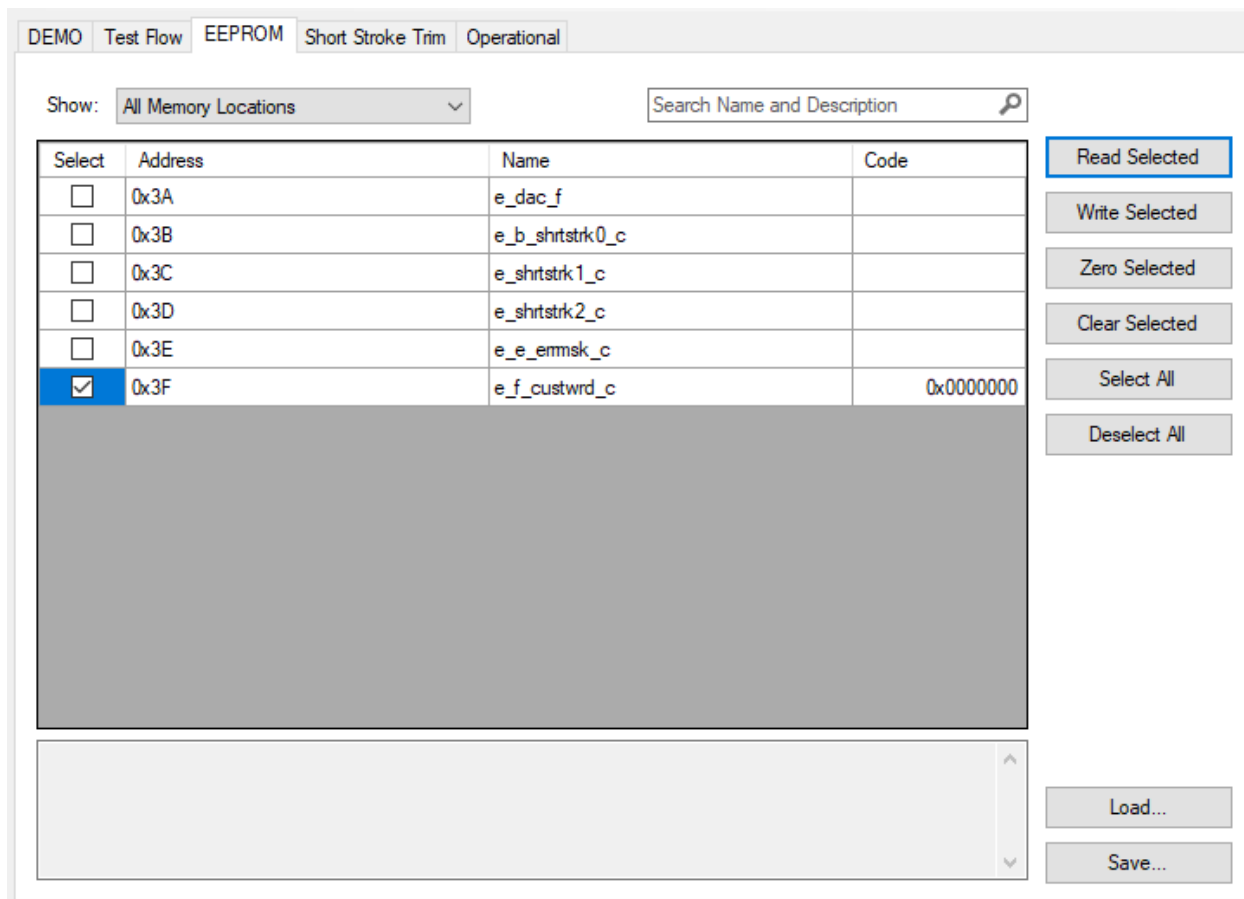 DEMO Test Flow EEPROM Short Stroke Trim Operational
Show: All Memory Locations Search Name and Description
Select Address Name Code
0x3A e_dac_f
0x3B e_b_shrtstrk0_c
0x3C e_shrtstrk1_c
0x3D e_shrtstrk2_c
0x3E e_e_errmsk_c
0x3F e_f_custwrd_c 0x0000000
Read Selected
Write Selected
Zero Selected
Clear Selected
Select All
Deselect All
Load...
Save...